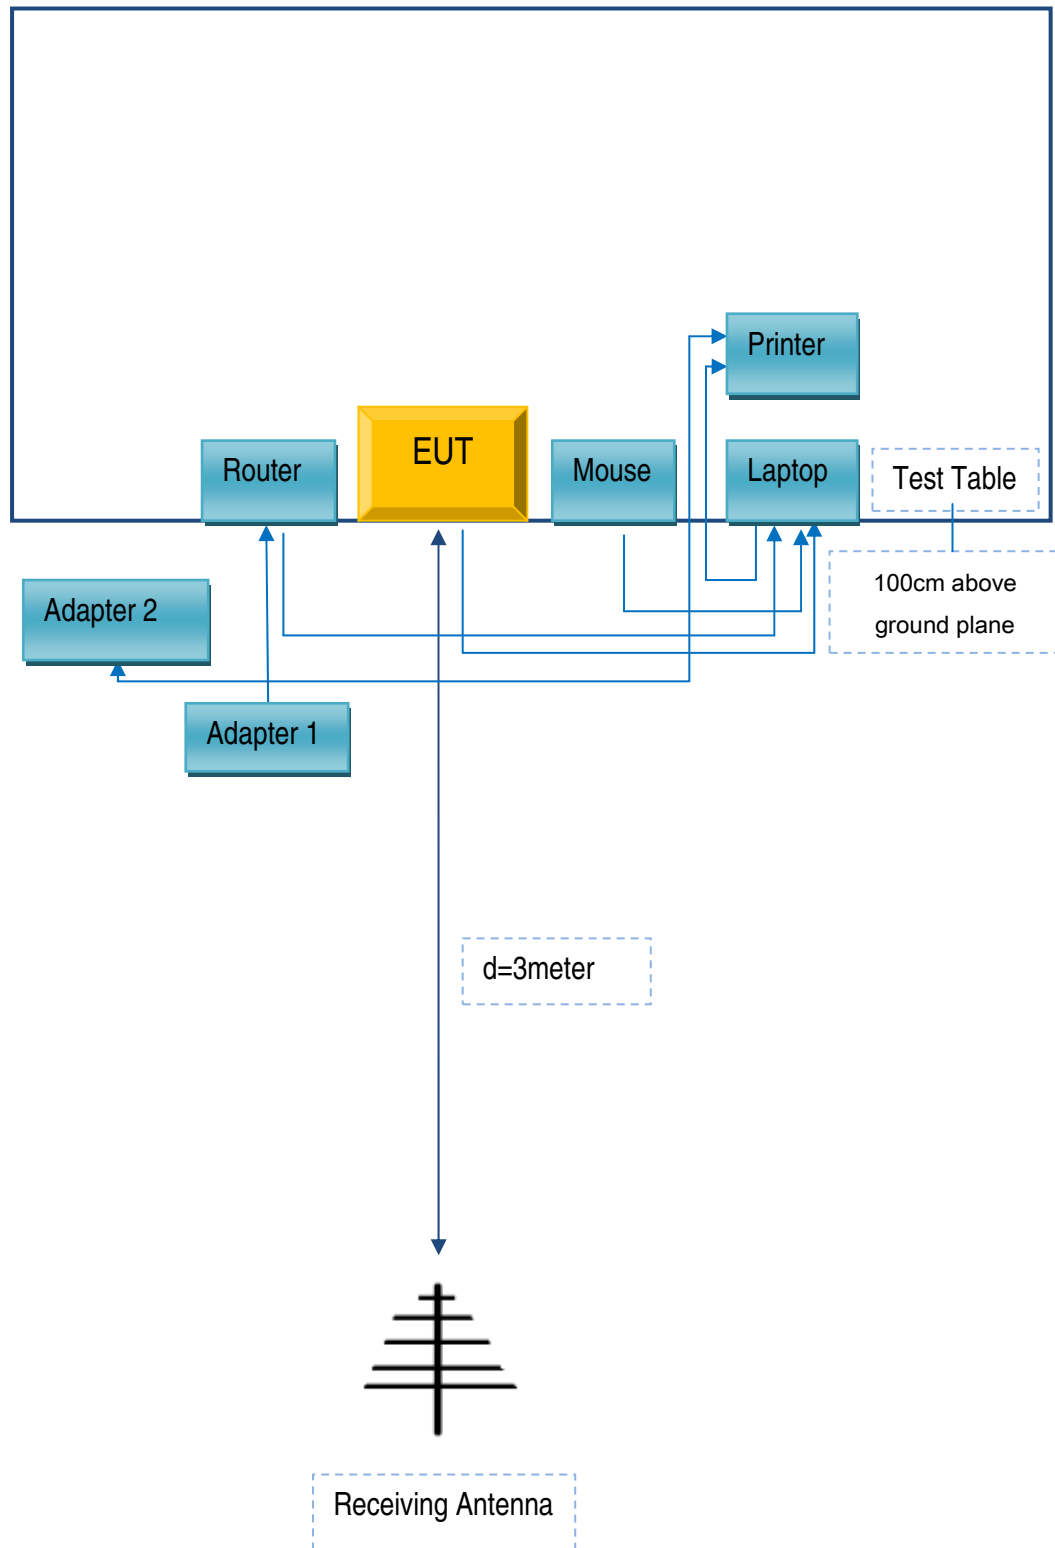 Printer
Router
EUT
Mouse
Laptop
Test Table
100cm above
ground plane
Adapter 2
Adapter 1
d=3meter
Receiving Antenna